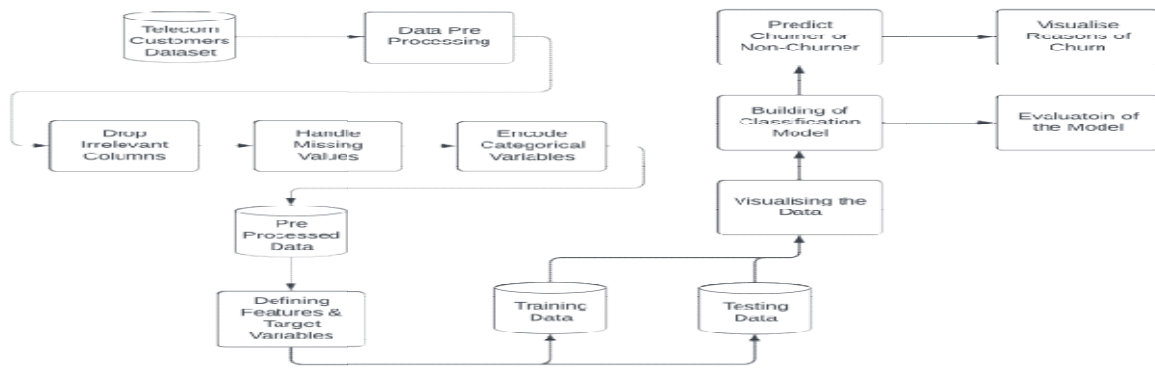 Telecom
Customers
Dataset
Data Pre
Processing
Drop
Irrelevant
Columns
Handle
Missing
Values
Encode
Categorical
Variables
Pre
Processed
Data
Defining
Features &
Target
Variables
Training
Data
Testing
Data
Visualising the
Data
Building of
Classification
Model
Evaluatoin of
the Model
Predict
Churner or
Non-Churner
Visualise
Reasons of
Churn